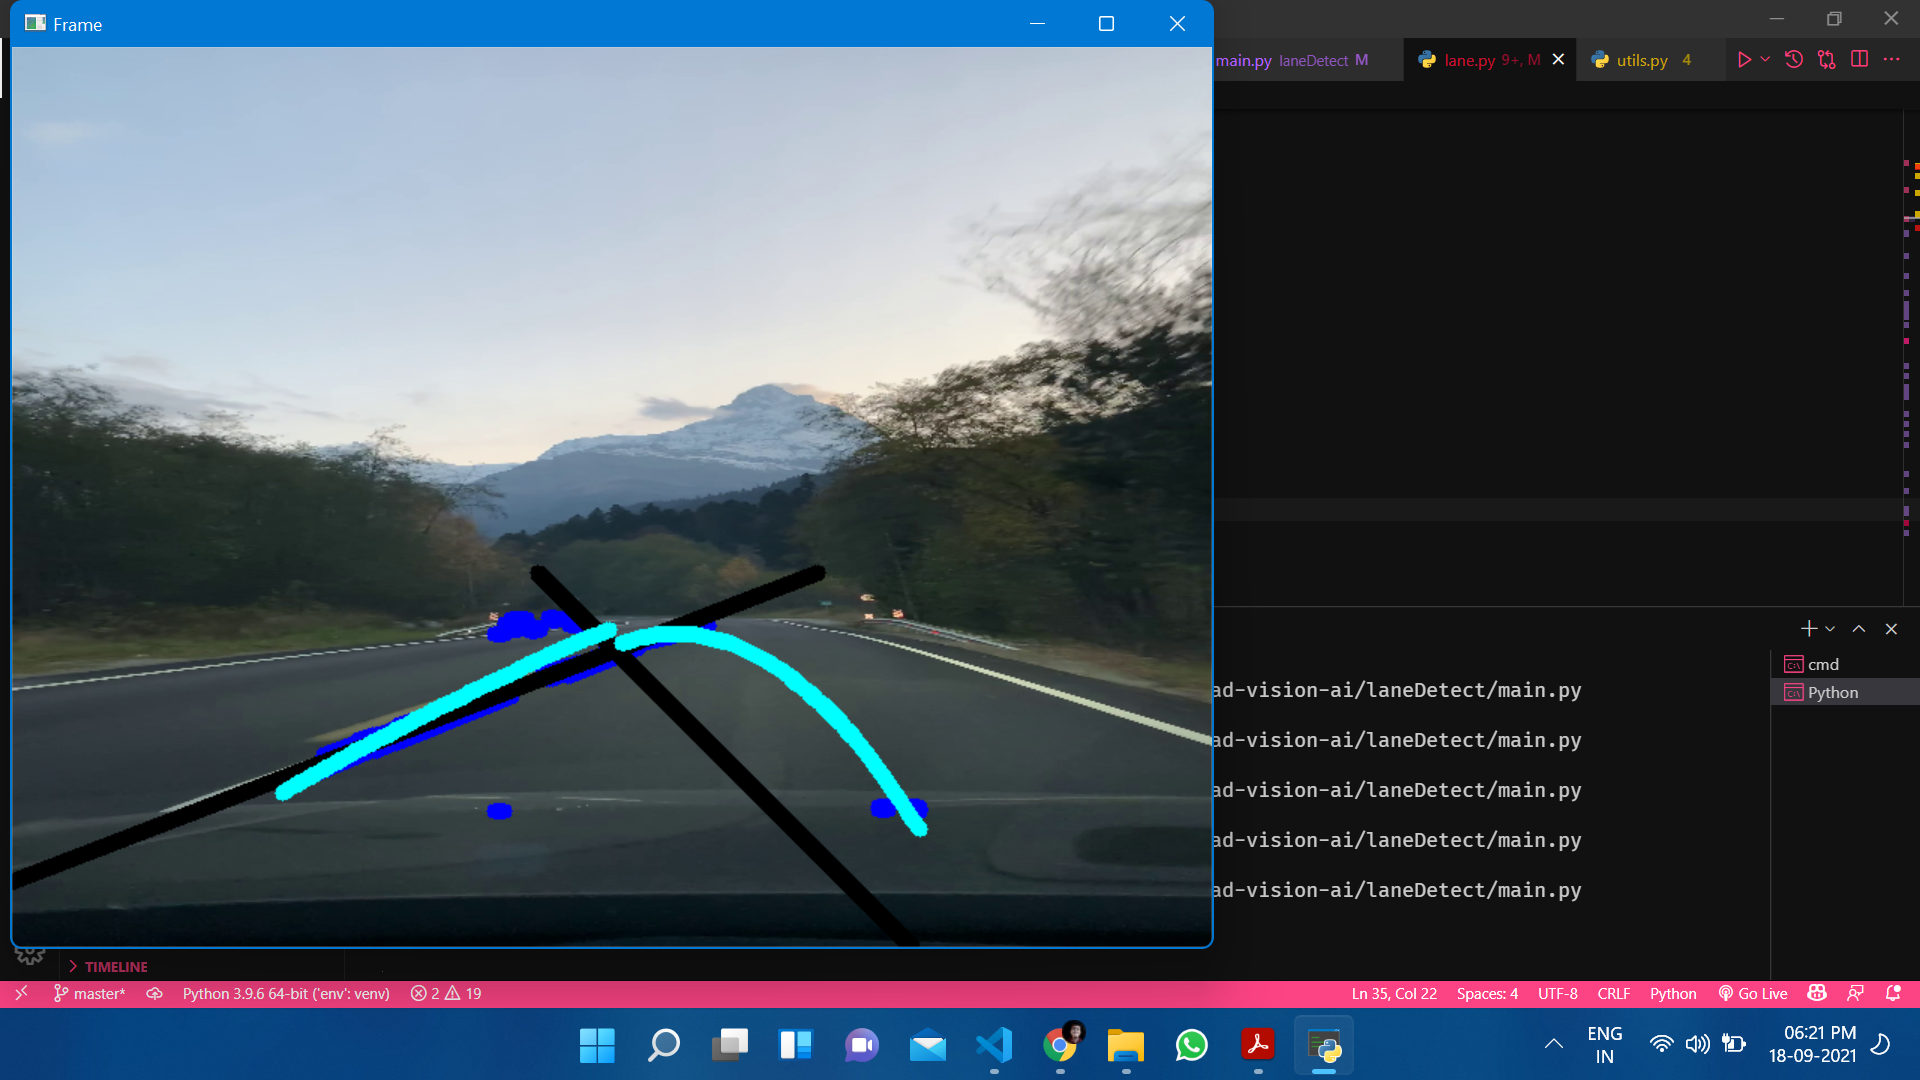 Frame
main.py laneDetect M
lane.py 9+, M
utils.py 4
cmd
Python
ad-vision-ai/laneDetect/main.py
ad-vision-ai/laneDetect/main.py
ad-vision-ai/laneDetect/main.py
ad-vision-ai/laneDetect/main.py
ad-vision-ai/laneDetect/main.py
TIMELINE
master* Python 3.9.6 64-bit ('env': venv) 2 19 Ln 35, Col 22 Spaces: 4 UTF-8 CRLF Python Go Live
ENG
IN
06:21 PM
18-09-2021